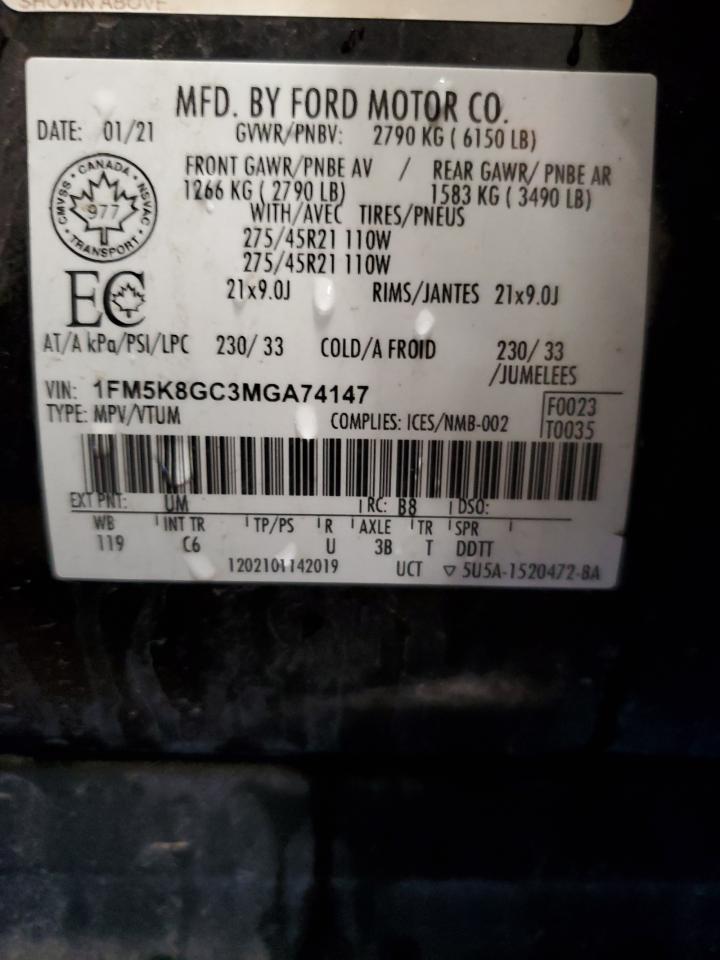 SHOWN ABOVE
MFD. BY FORD MOTOR CO.
DATE: 01/21 GVWR/PNBV: 2790 KG ( 6150 LB)
FRONT GAWR/PNBE AV / REAR GAWR/ PNBE AR
1266 KG ( 2790 LB) 1583 KG ( 3490 LB)
WITH/AVEC TIRES/PNEUS
275/45R21 110W
275/45R21 110W
21x9.0J RIMS/JANTES 21x9.0J
CANADA
CMVSS NSVAC
977
TRANSPORT
EC
AT/A kPa/PSI/LPC 230/ 33 COLD/A FROID 230/ 33
/JUMELEES
VIN: 1FM5K8GC3MGA74147
TYPE: MPV/VTUM COMPLIES: ICES/NMB-002
F0023
T0035
EXT PNT: UM RC: B8 DSO:
WB INT TR TP/PS R AXLE TR SPR
119 C6 U 3B T DDTT
1202101142019 UCT ▽ 5U5A-1520472-BA